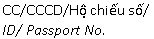 CC/CCCD/Hộ chiếu số/
ID/ Passport No.